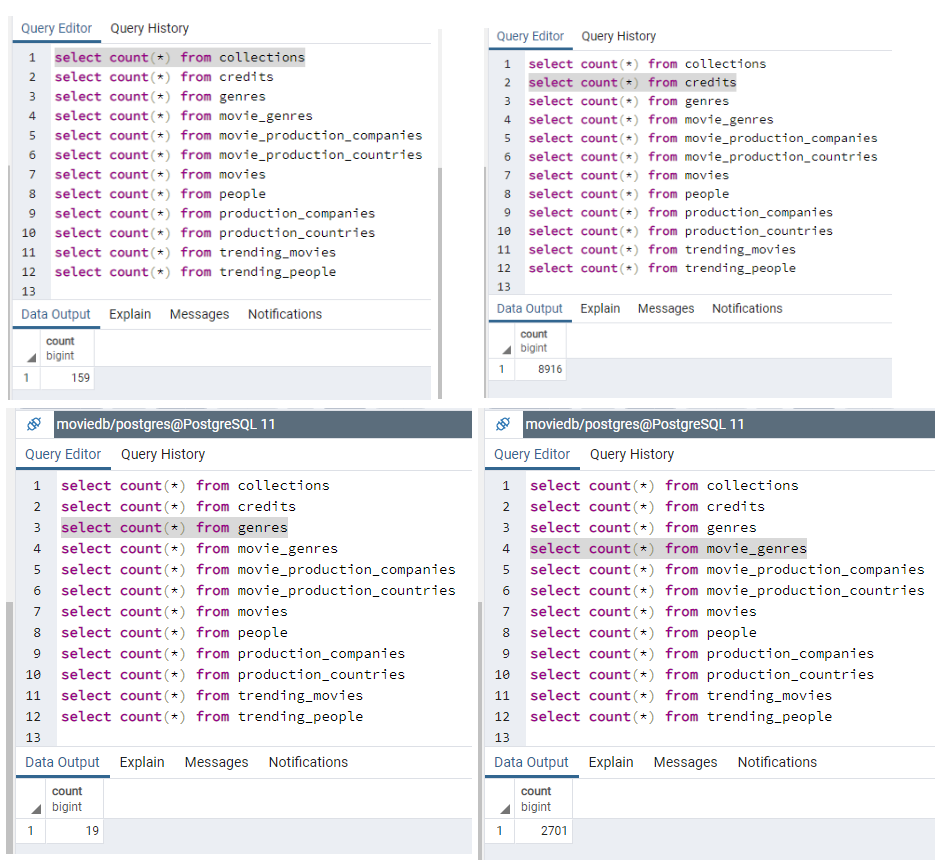 Query Editor Query History
1 select count(*) from collections
2 select count(*) from credits
3 select count(*) from genres
4 select count(*) from movie_genres
5 select count(*) from movie_production_companies
6 select count(*) from movie_production_countries
7 select count(*) from movies
8 select count(*) from people
9 select count(*) from production_companies
10 select count(*) from production_countries
11 select count(*) from trending_movies
12 select count(*) from trending_people
13
Data Output Explain Messages Notifications
count
bigint
1 159
Query Editor Query History
1 select count(*) from collections
2 select count(*) from credits
3 select count(*) from genres
4 select count(*) from movie_genres
5 select count(*) from movie_production_companies
6 select count(*) from movie_production_countries
7 select count(*) from movies
8 select count(*) from people
9 select count(*) from production_companies
10 select count(*) from production_countries
11 select count(*) from trending_movies
12 select count(*) from trending_people
13
Data Output Explain Messages Notifications
count
bigint
1 8916
moviedb/postgres@PostgreSQL 11
Query Editor Query History
1 select count(*) from collections
2 select count(*) from credits
3 select count(*) from genres
4 select count(*) from movie_genres
5 select count(*) from movie_production_companies
6 select count(*) from movie_production_countries
7 select count(*) from movies
8 select count(*) from people
9 select count(*) from production_companies
10 select count(*) from production_countries
11 select count(*) from trending_movies
12 select count(*) from trending_people
13
Data Output Explain Messages Notifications
count
bigint
1 19
moviedb/postgres@PostgreSQL 11
Query Editor Query History
1 select count(*) from collections
2 select count(*) from credits
3 select count(*) from genres
4 select count(*) from movie_genres
5 select count(*) from movie_production_companies
6 select count(*) from movie_production_countries
7 select count(*) from movies
8 select count(*) from people
9 select count(*) from production_companies
10 select count(*) from production_countries
11 select count(*) from trending_movies
12 select count(*) from trending_people
13
Data Output Explain Messages Notifications
count
bigint
1 2701